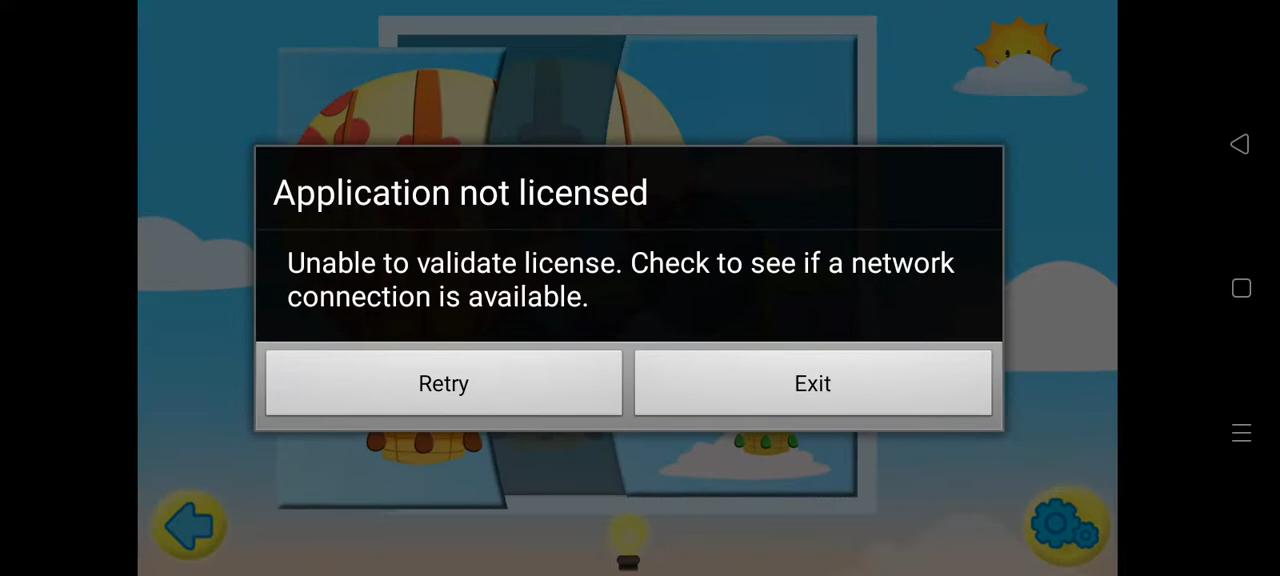 Application not licensed
Unable to validate license. Check to see if a network
connection is available.
Retry
Exit